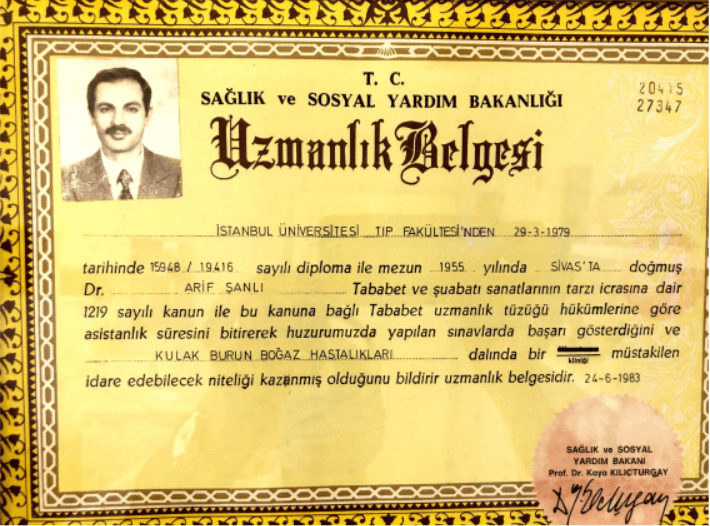 T. C.
SAĞLIK ve SOSYAL YARDIM BAKANLIĞI
20415
27347
Uzmanlık Belgesi
İSTANBUL ÜNİVERSİTESİ TIP FAKÜLTESİ'NDEN 29-3-1979
tarihinde 15948 / 19416 sayılı diploma ile mezun 1955 yılında SİVAS'TA doğmuş
Dr. ARİF ŞANLI Tababet ve şuabatı sanatlarının tarzı icrasına dair
1219 sayılı kanun ile bu kanuna bağlı Tababet uzmanlık tüzüğü hükümlerine göre
asistanlık süresini bitirerek huzurumuzda yapılan sınavlarda başarı gösterdiğini ve
KULAK BURUN BOĞAZ HASTALIKLARI dalında bir kliniği müstakilen
idare edebilecek niteliği kazanmış olduğunu bildirir uzmanlık belgesidir. 24-6-1983
SAĞLIK ve SOSYAL
YARDIM BAKANI
Prof. Dr. Kaya KILIÇTURGAY